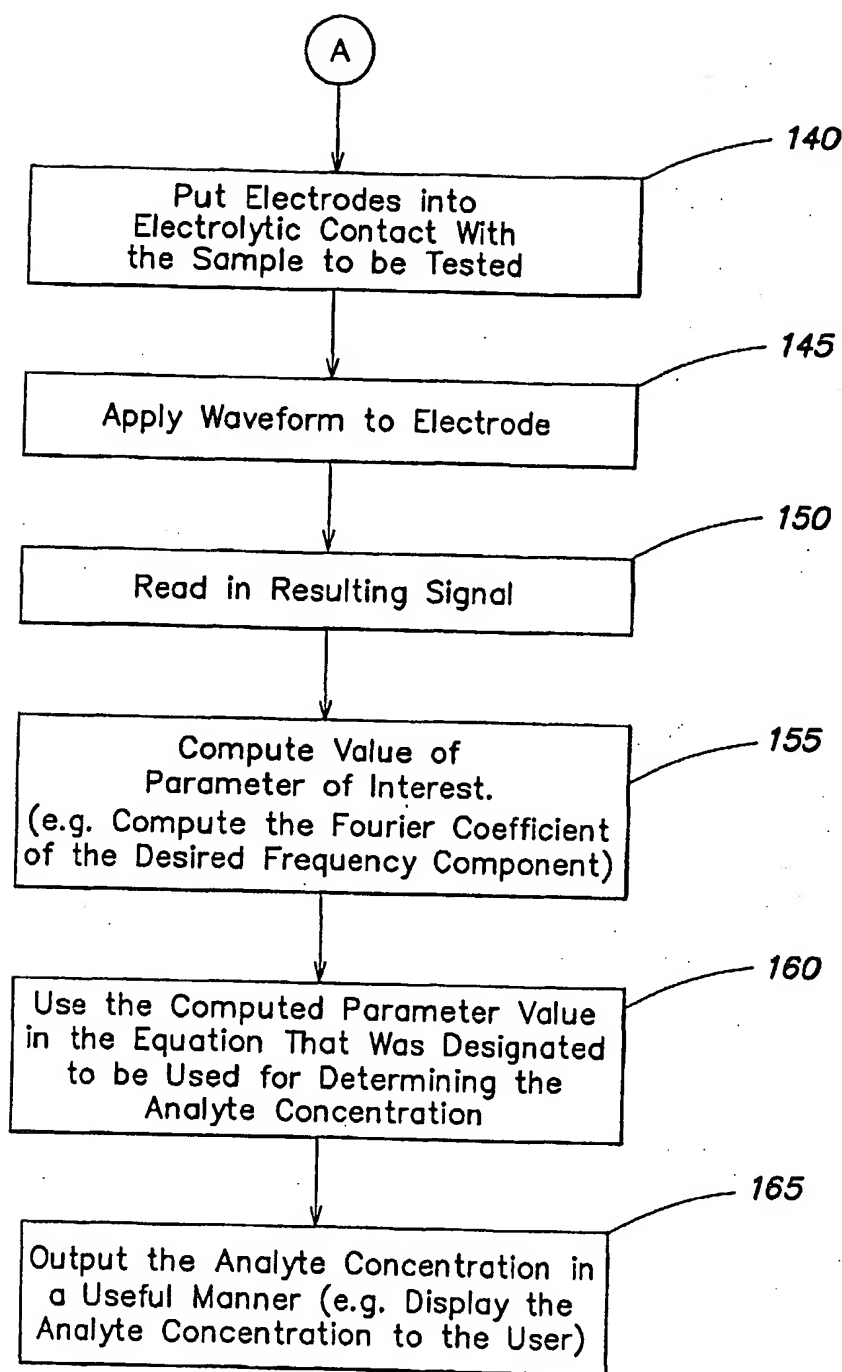 A
140
Put Electrodes into
Electrolytic Contact With
the Sample to be Tested
145
Apply Waveform to Electrode
150
Read in Resulting Signal
155
Compute Value of
Parameter of Interest.
(e.g. Compute the Fourier Coefficient
of the Desired Frequency Component)
160
Use the Computed Parameter Value
in the Equation That Was Designated
to be Used for Determining the
Analyte Concentration
165
Output the Analyte Concentration in
a Useful Manner (e.g. Display the
Analyte Concentration to the User)